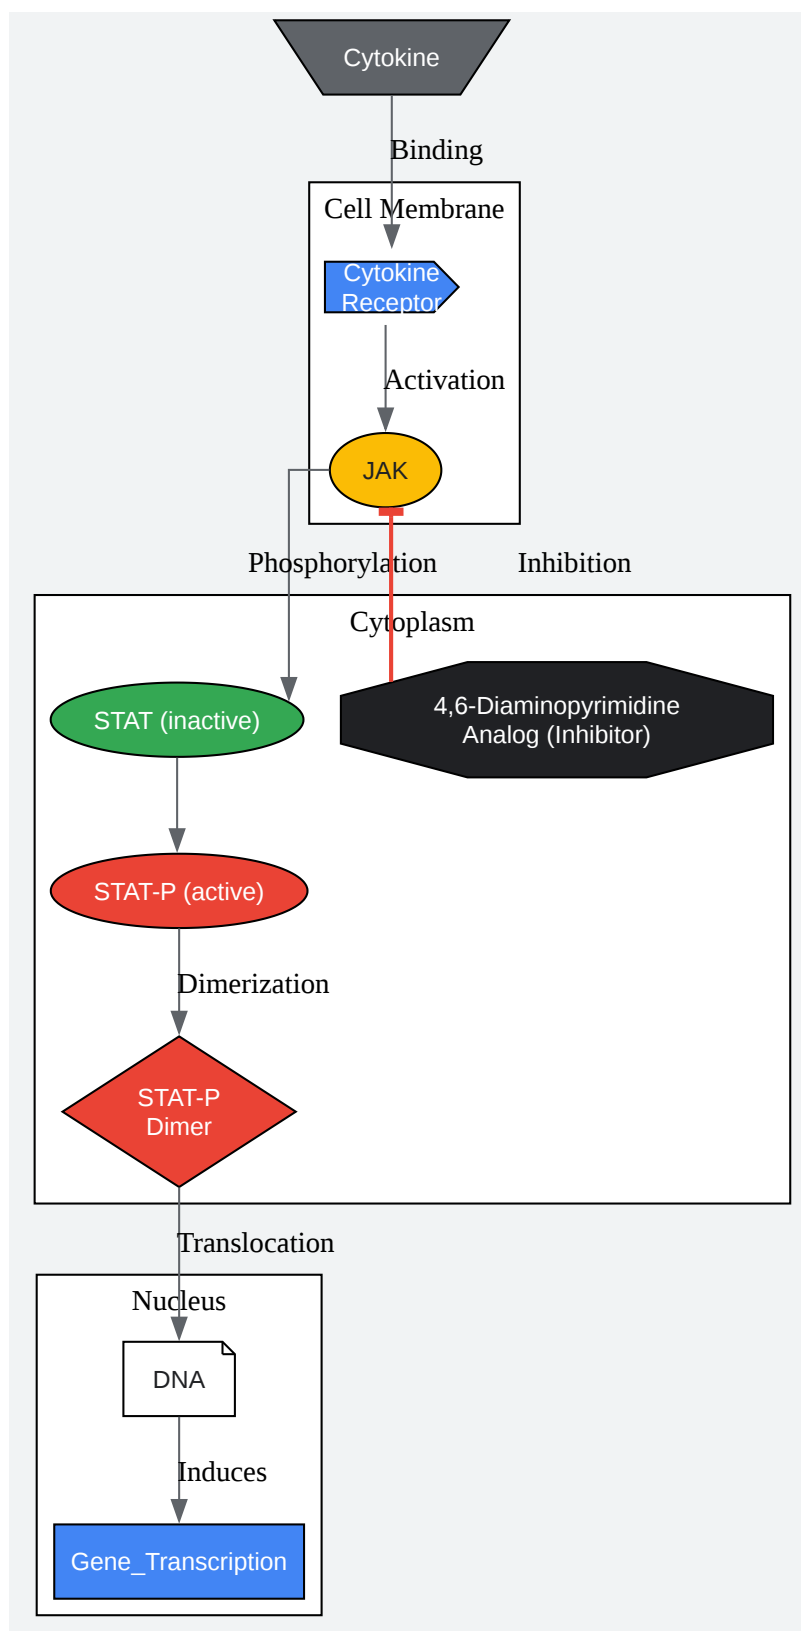 Cytokine
Binding
Cell Membrane
Cytokine
Receptor
Activation
JAK
Phosphorylation
Inhibition
Cytoplasm
STAT (inactive)
4,6-Diaminopyrimidine
Analog (Inhibitor)
STAT-P (active)
Dimerization
STAT-P
Dimer
Translocation
Nucleus
DNA
Induces
Gene_Transcription